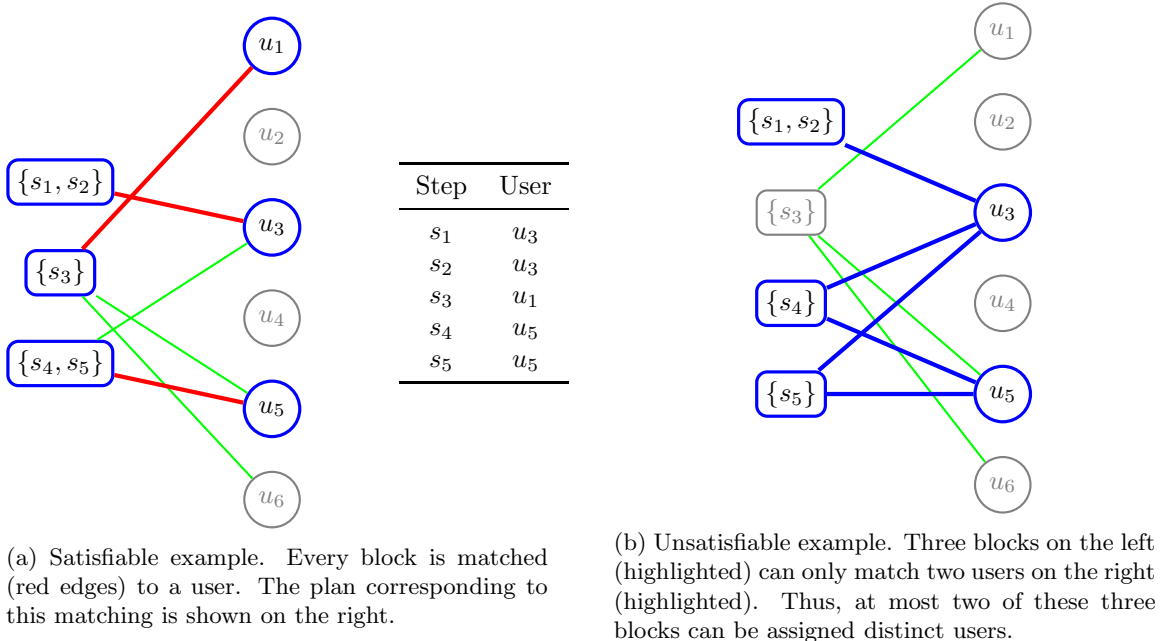 u1
u2
{s1, s2}
u3
{s3}
u4
{s4, s5}
u5
u6
Step User
s1 u3
s2 u3
s3 u1
s4 u5
s5 u5
(a) Satisfiable example. Every block is matched
(red edges) to a user. The plan corresponding to
this matching is shown on the right.
u1
{s1, s2}
u2
{s3}
u3
{s4}
u4
{s5}
u5
u6
(b) Unsatisfiable example. Three blocks on the left
(highlighted) can only match two users on the right
(highlighted). Thus, at most two of these three
blocks can be assigned distinct users.